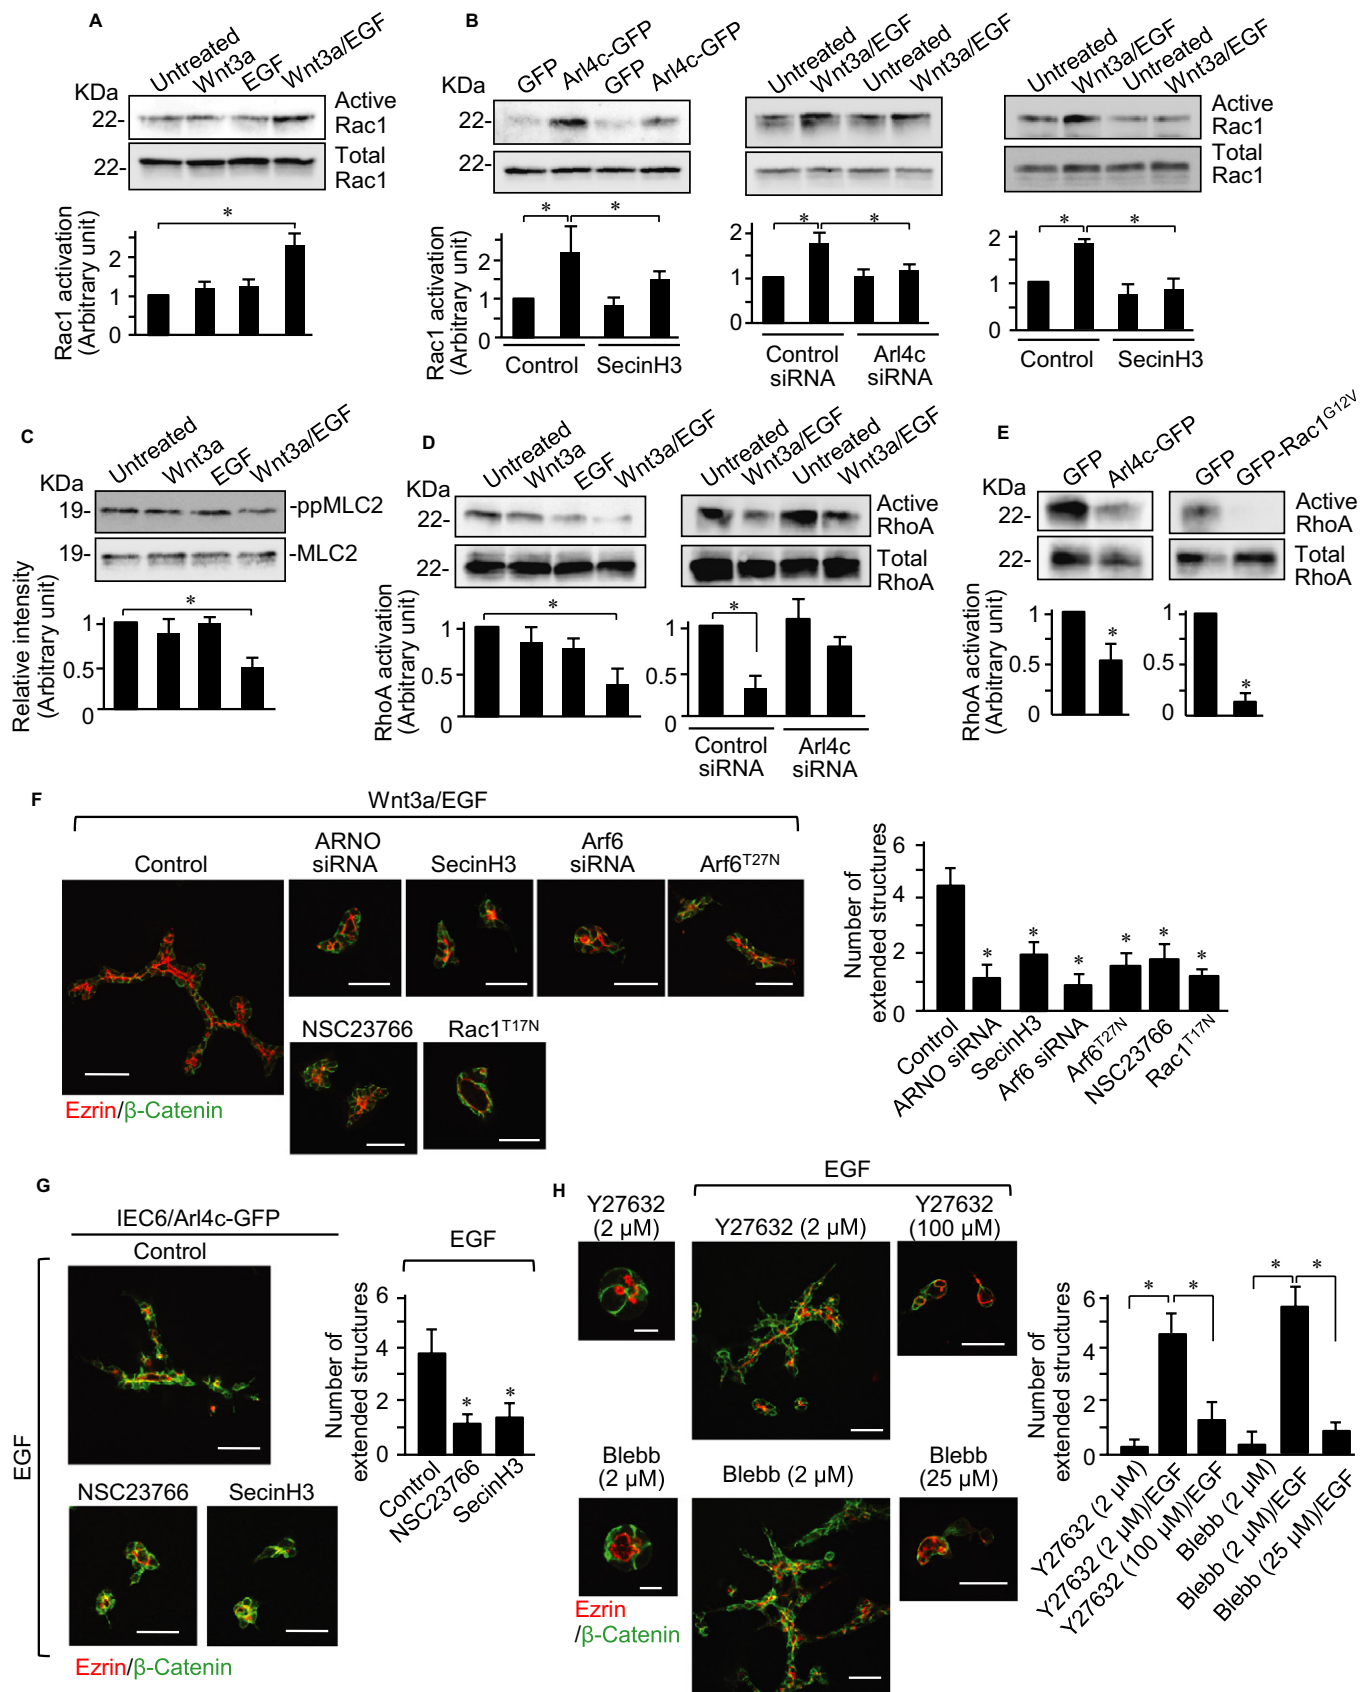 A
Untreated
Wnt3a
EGF
Wnt3a/EGF
KDa
22-
Active
Rac1
22-
Total
Rac1
*
Rac1 activation
(Arbitrary unit)
2
1
0
B
GFP
Arl4c-GFP
GFP
Arl4c-GFP
KDa
22-
22-
Untreated
Wnt3a/EGF
Untreated
Wnt3a/EGF
Untreated
Wnt3a/EGF
Untreated
Wnt3a/EGF
Active
Rac1
Total
Rac1
Rac1 activation
(Arbitrary unit)
* *
2
1
0
Control
SecinH3
* *
2
1
0
Control
siRNA
Arl4c
siRNA
* *
2
1
0
Control
SecinH3
C
Untreated
Wnt3a
EGF
Wnt3a/EGF
KDa
19-
-ppMLC2
19-
-MLC2
*
Relative intensity
(Arbitrary unit)
1
0.5
0
D
Untreated
Wnt3a
EGF
Wnt3a/EGF
KDa
22-
22-
Untreated
Wnt3a/EGF
Untreated
Wnt3a/EGF
Active
RhoA
Total
RhoA
RhoA activation
(Arbitrary unit)
*
1
0.5
0
*
1
0.5
0
Control
siRNA
Arl4c
siRNA
E
GFP
Arl4c-GFP
GFP
GFP-Rac1G12V
KDa
22-
22-
Active
RhoA
Total
RhoA
RhoA activation
(Arbitrary unit)
1
0.5
0
*
1
0.5
0
*
F
Wnt3a/EGF
Control
ARNO
siRNA
SecinH3
Arf6
siRNA
Arf6T27N
NSC23766
Rac1T17N
Ezrin/β-Catenin
Number of
extended structures
6
4
2
0
* * * * * *
Control
ARNO siRNA
SecinH3
Arf6 siRNA
Arf6T27N
NSC23766
Rac1T17N
G
IEC6/Arl4c-GFP
Control
EGF
NSC23766
SecinH3
Ezrin/β-Catenin
EGF
Number of
extended structures
6
4
2
0
* *
Control
NSC23766
SecinH3
H
EGF
Y27632
(2 µM)
Y27632 (2 µM)
Y27632
(100 µM)
Blebb
(2 µM)
Blebb (2 µM)
Blebb
(25 µM)
Ezrin
/β-Catenin
Number of
extended structures
6
4
2
0
* * * *
Y27632 (2 µM)
Y27632 (2 µM)/EGF
Y27632 (100 µM)/EGF
Blebb (2 µM)
Blebb (2 µM)/EGF
Blebb (25 µM)/EGF